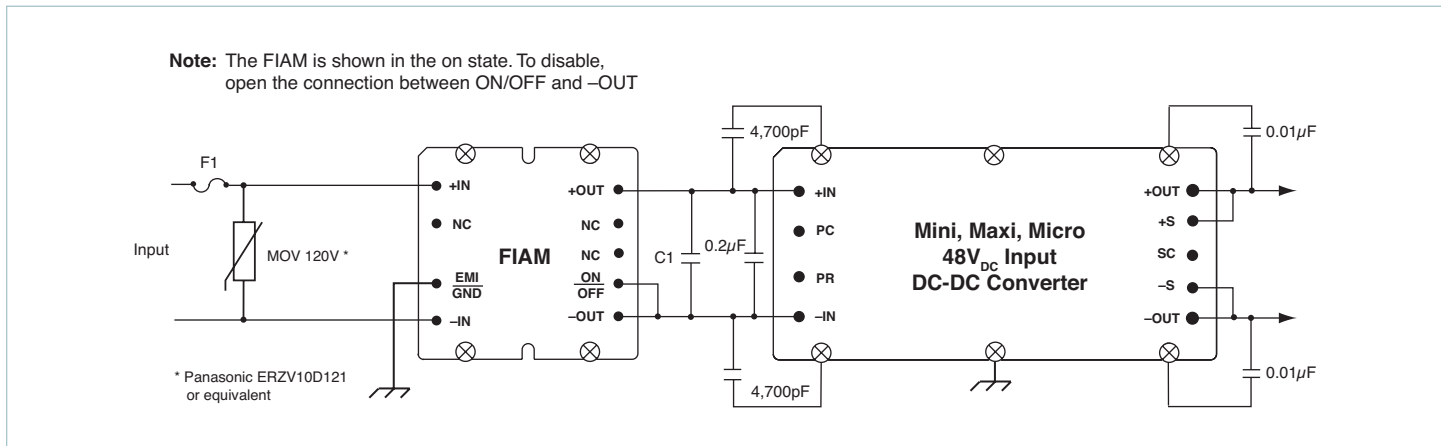 Note: The FIAM is shown in the on state. To disable,
open the connection between ON/OFF and –OUT
F1
Input
MOV 120V *
* Panasonic ERZV10D121
or equivalent
+IN
NC
EMI
GND
–IN
FIAM
+OUT
NC
NC
ON
OFF
–OUT
C1
0.2µF
4,700pF
4,700pF
+IN
PC
PR
–IN
Mini, Maxi, Micro
48VDC Input
DC-DC Converter
+OUT
+S
SC
–S
–OUT
0.01µF
0.01µF